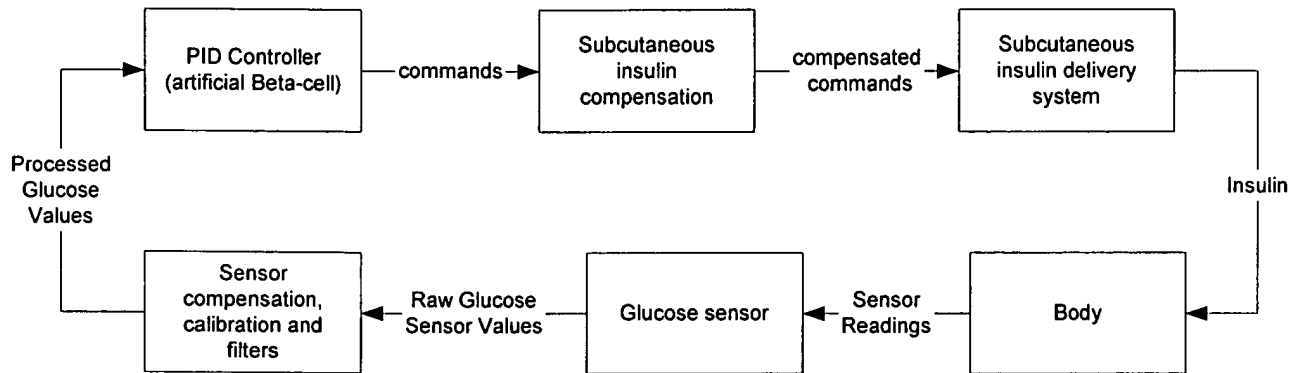 PID Controller
(artificial Beta-cell)
commands
Subcutaneous
insulin
compensation
compensated
commands
Subcutaneous
insulin delivery
system
Insulin
Body
Sensor
Readings
Glucose sensor
Raw Glucose
Sensor Values
Sensor
compensation,
calibration and
filters
Processed
Glucose
Values